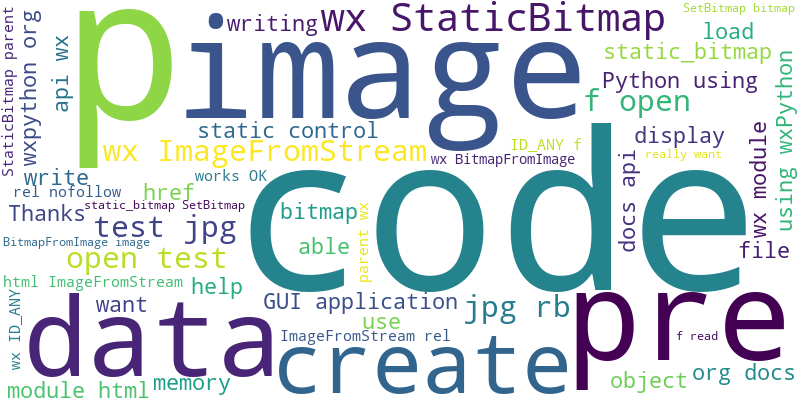 p
image
code
data
pre
create
wx StaticBitmap
writing
SetBitmap bitmap
load
static_bitmap
Python using
f open
display
really want
StaticBitmap parent
wxpython org
api wx
static control
wx ImageFromStream
ID_ANY f
wx BitmapFromImage
write
works OK
rel nofollow
href
Thanks
static_bitmap SetBitmap
test jpg
bitmap
parent wx
docs api
wx module
using wxPython
file
BitmapFromImage image
open test
able
html ImageFromStream
help
wx ID_ANY
want
GUI application
jpg rb
use
ImageFromStream rel
f read
org docs
object
module html
memory